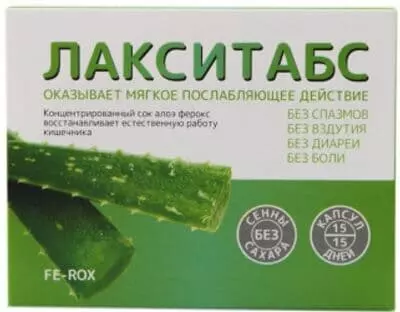 ЛАКСИТАБС
ОКАЗЫВАЕТ МЯГКОЕ ПОСЛАБЛЯЮЩЕЕ ДЕЙСТВИЕ
Концентрированный сок алоэ ферокс
восстанавливает естественную работу
кишечника
БЕЗ СПАЗМОВ
БЕЗ ВЗДУТИЯ
БЕЗ ДИАРЕИ
БЕЗ БОЛИ
СЕННЫ
БЕЗ
САХАРА
КАПСУЛ
15
15
ДНЕЙ
FE-ROX